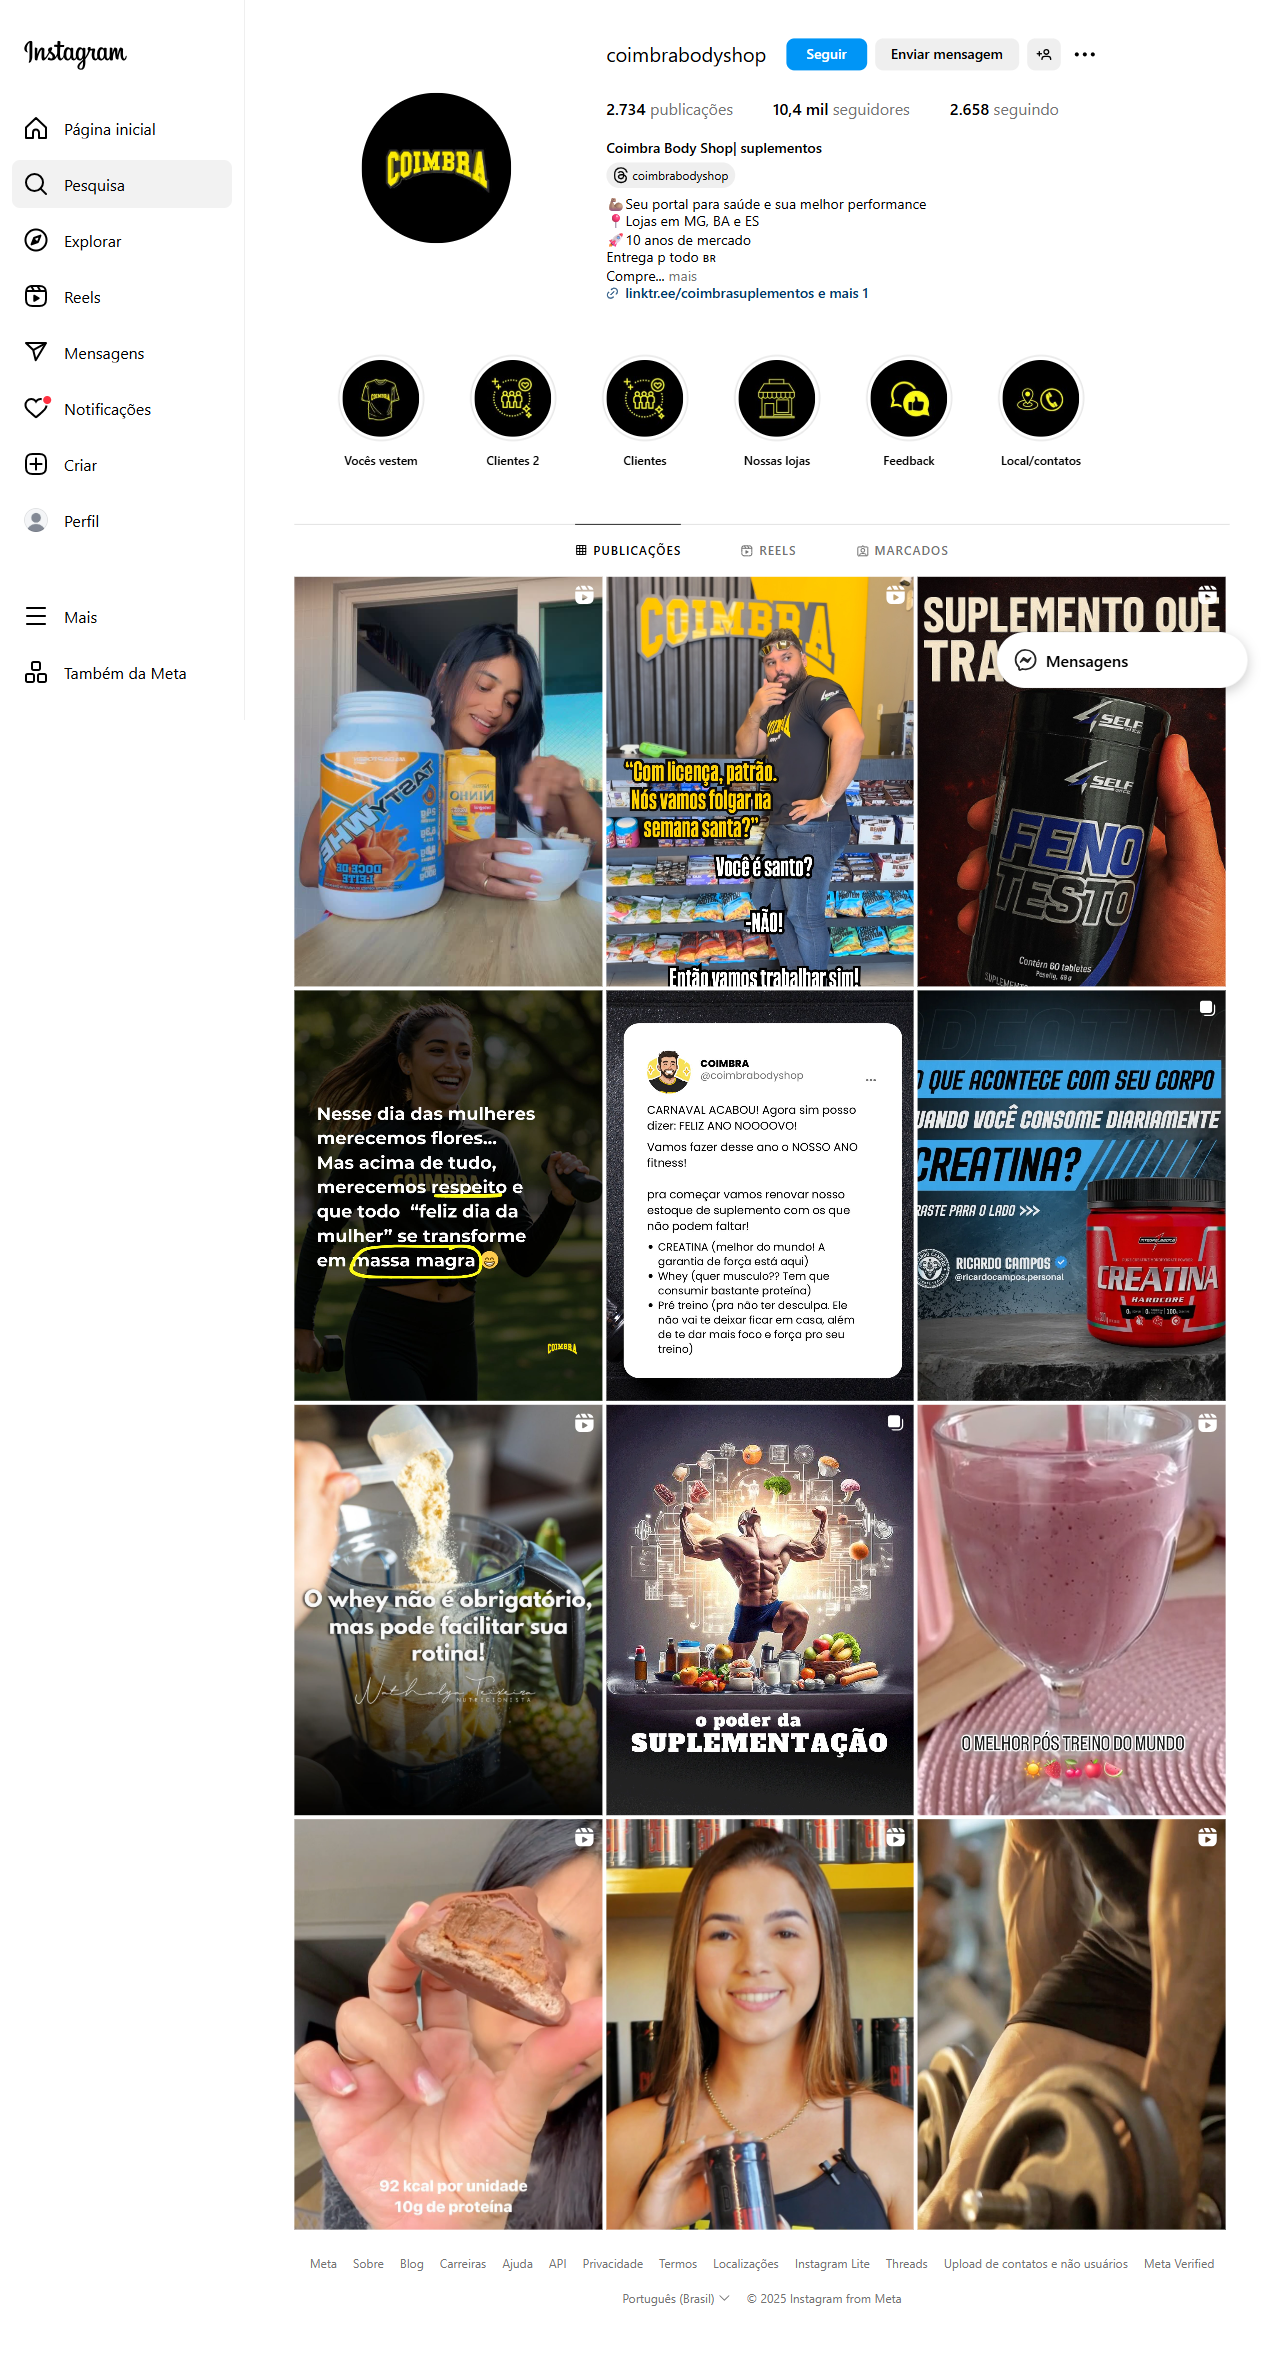 Instagram
Página inicial
Pesquisa
Explorar
Reels
Mensagens
Notificações
Criar
Perfil
Mais
Também da Meta
coimbrabodyshop
Seguir
Enviar mensagem
2.734 publicações
10,4 mil seguidores
2.658 seguindo
COIMBRA
Coimbra Body Shop| suplementos
coimbrabodyshop
💪🏽Seu portal para saúde e sua melhor performance
📍Lojas em MG, BA e ES
🚀10 anos de mercado
Entrega p todo BR
Compre... mais
linktr.ee/coimbrasuplementos e mais 1
Vocês vestem
Clientes 2
Clientes
Nossas lojas
Feedback
Local/contatos
PUBLICAÇÕES
REELS
MARCADOS
TASTY WHEY
DOCE DE
LEITE
NINHO
COIMBRA
“Com licença, patrão.
Nós vamos folgar na
semana santa?”
Você é santo?
-NÃO!
Então vamos trabalhar sim!
SUPLEMENTO QUE
TRA
Mensagens
4 SELF
4 SELF
FENO
TESTO
Contém 60 tabletes
Nesse dia das mulheres
merecemos flores...
Mas acima de tudo,
merecemos respeito e
que todo “feliz dia da
mulher” se transforme
em massa magra😄
COIMBRA
COIMBRA
@coimbrabodyshop
...
CARNAVAL ACABOU! Agora sim posso
dizer: FELIZ ANO NOOOOVO!
Vamos fazer desse ano o NOSSO ANO
fitness!
pra começar vamos renovar nosso
estoque de suplemento com os que
não podem faltar!
• CREATINA (melhor do mundo! A
garantia de força está aqui)
• Whey (quer musculo?? Tem que
consumir bastante proteína)
• Pré treino (pra não ter desculpa. Ele
não vai te deixar ficar em casa, além
de te dar mais foco e força pro seu
treino)
O QUE ACONTECE COM SEU CORPO
UANDO VOCÊ CONSOME DIARIAMENTE
CREATINA?
RASTE PARA O LADO >>>
RICARDO CAMPOS
@ricardocampos.personal
CREATINA
HARDCORE
O whey não é obrigatório,
mas pode facilitar sua
rotina!
Nathalya Teixeira
NUTRICIONISTA
o poder da
SUPLEMENTAÇÃO
O MELHOR PÓS TREINO DO MUNDO
☀️🍓🍒🍎🍉
92 kcal por unidade
10g de proteína
Meta
Sobre
Blog
Carreiras
Ajuda
API
Privacidade
Termos
Localizações
Instagram Lite
Threads
Upload de contatos e não usuários
Meta Verified
Português (Brasil)
© 2025 Instagram from Meta